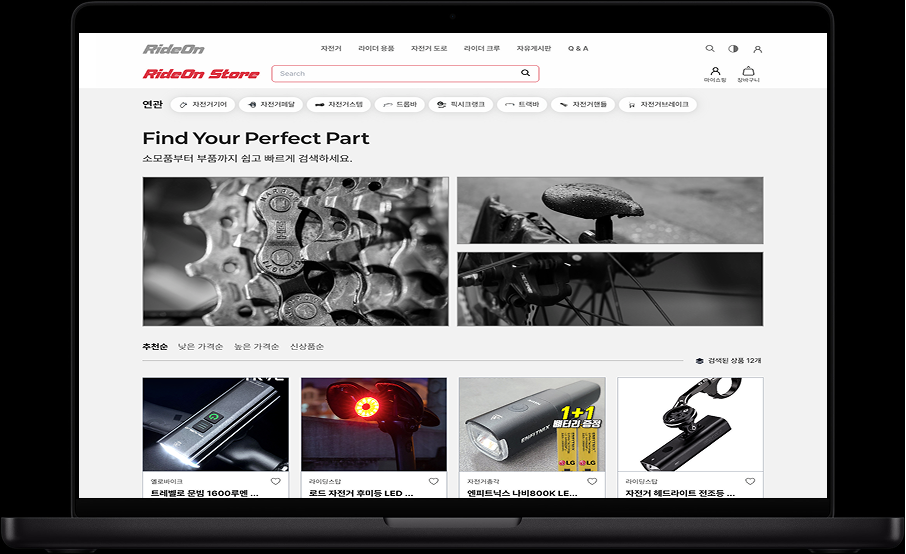 RideOn
자전거 라이더 용품 자전거 도로 라이더 크루 자유게시판 Q & A
RideOn Store
Search
마이쇼핑 장바구니
연관 자전거기어 자전거페달 자전거스템 드롭바 픽시크랭크 트랙바 자전거핸들 자전거브레이크
Find Your Perfect Part
소모품부터 부품까지 쉽고 빠르게 검색하세요.
추천순 낮은 가격순 높은 가격순 신상품순
검색된 상품 12개
1+1
배터리 증정
ENFITNIX
LG LG
옐로바이크
트레벨로 문빔 1600루멘 ...
라이딩스탑
로드 자전거 후미등 LED ...
자전거총각
엔피트닉스 나비800K LE...
라이딩스탑
자전거 헤드라이트 전조등 ...